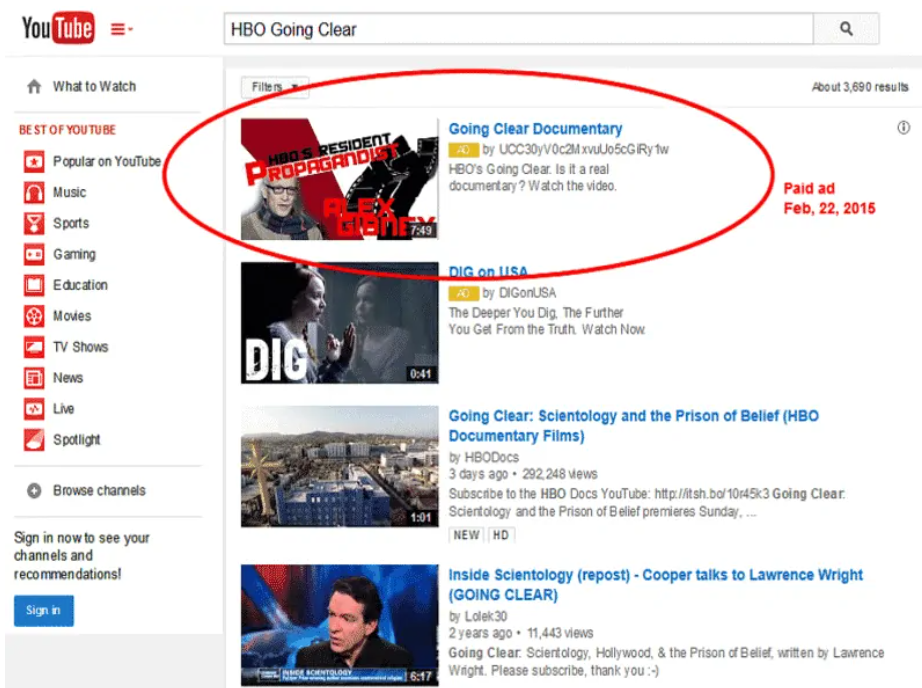 YouTube
HBO Going Clear
What to Watch
BEST OF YOUTUBE
Popular on YouTube
Music
Sports
Gaming
Education
Movies
TV Shows
News
Live
Spotlight
Browse channels
Sign in now to see your
channels and
recommendations!
Sign in
Filters
About 3,690 results
HBO'S RESIDENT
PROPAGANDIST
ALEX
GIBNEY
7:49
Going Clear Documentary
AD by UCC30yV0c2MxvuUo5cGiRy1w
HBO's Going Clear. Is it a real
documentary? Watch the video.
Paid ad
Feb, 22, 2015
DIG
0:41
DIG on USA
AD by DIGonUSA
The Deeper You Dig, The Further
You Get From the Truth. Watch Now.
1:01
Going Clear: Scientology and the Prison of Belief (HBO
Documentary Films)
by HBODocs
3 days ago • 292,248 views
Subscribe to the HBO Docs YouTube: http://itsh.bo/10r45k3 Going Clear:
Scientology and the Prison of Belief premieres Sunday, ...
NEW HD
INSIDE SCIENTOLOGY
6:17
Inside Scientology (repost) - Cooper talks to Lawrence Wright
(GOING CLEAR)
by Lolek30
2 years ago • 11,443 views
Going Clear: Scientology, Hollywood, & the Prison of Belief, written by Lawrence
Wright. Please subscribe, thank you :-)